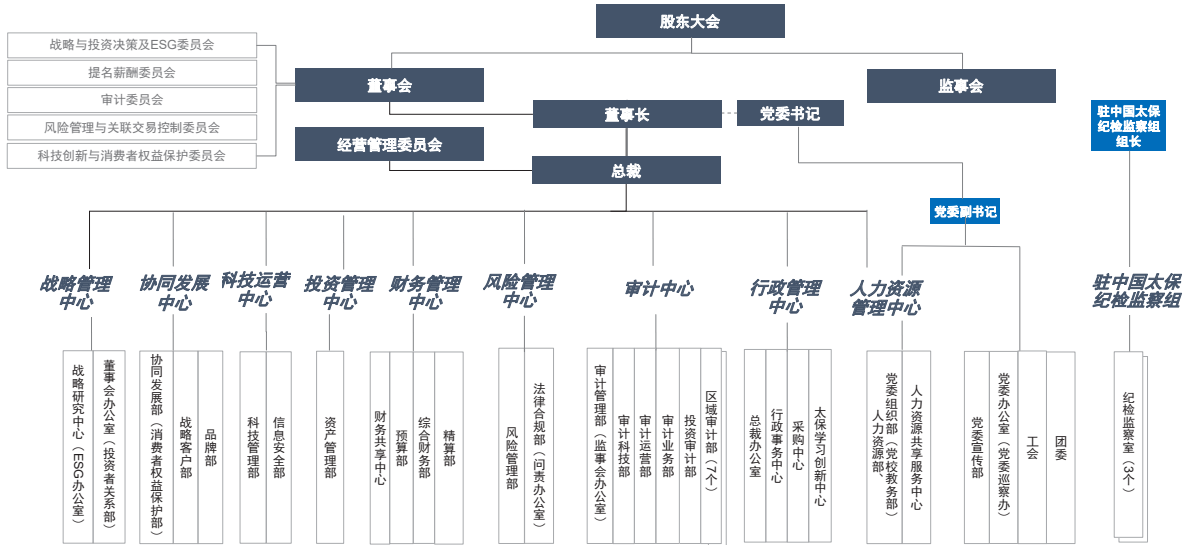 股东大会
战略与投资决策及ESG委员会
提名薪酬委员会
审计委员会
风险管理与关联交易控制委员会
科技创新与消费者权益保护委员会
董事会
监事会
董事长
党委书记
驻中国太保
纪检监察组
组长
经营管理委员会
总裁
党委副书记
战略管理
中心
协同发展
中心
科技运营
中心
投资管理
中心
财务管理
中心
风险管理
中心
审计中心
行政管理
中心
人力资源
管理中心
驻中国太保
纪检监察组
战略研究中心（ESG办公室）
董事会办公室（投资者关系部）
协同发展部（消费者权益保护部）
战略客户部
品牌部
科技管理部
信息安全部
资产管理部
财务共享中心
预算部
综合财务部
精算部
风险管理部
法律合规部（问责办公室）
审计管理部（监事会办公室）
审计科技部
审计运营部
审计业务部
投资审计部
区域审计部（7个）
总裁办公室
行政事务中心
采购中心
太保学习创新中心
人力资源部、
党委组织部（党校教务部）
人力资源共享服务中心
党委宣传部
党委办公室（党委巡察办）
工会
团委
纪检监察室（3个）